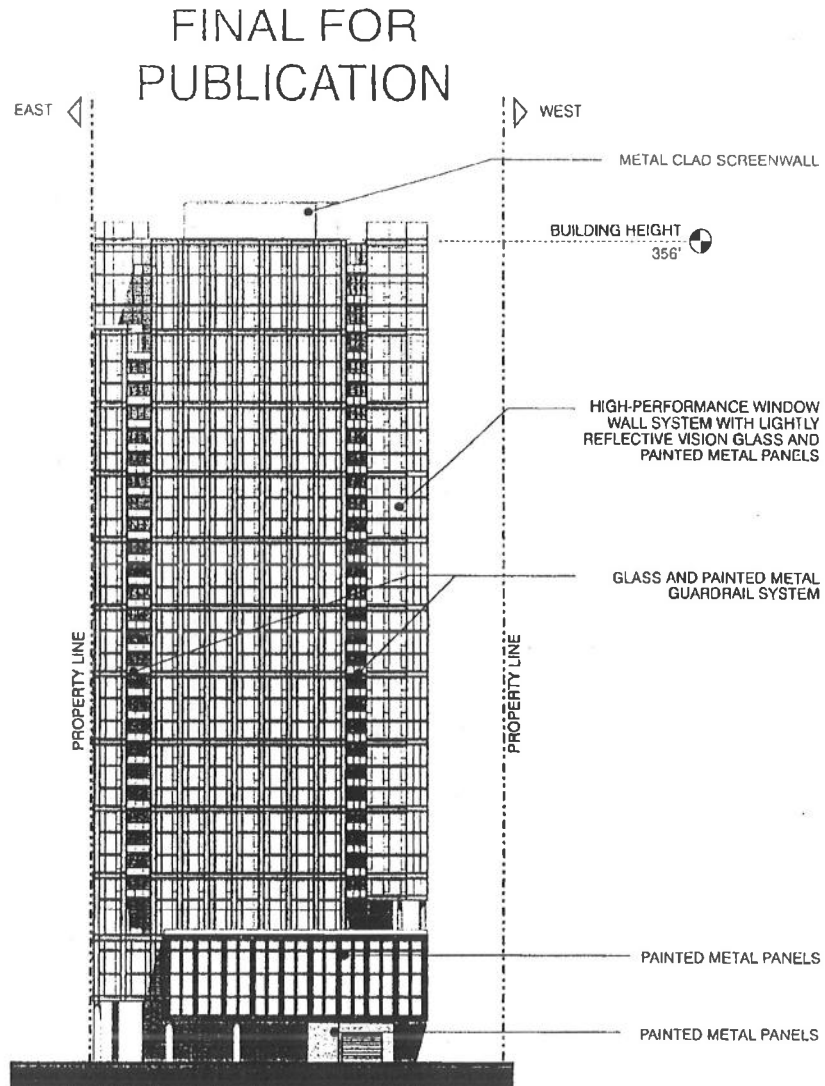 FINAL FOR
PUBLICATION
EAST
WEST
METAL CLAD SCREENWALL
BUILDING HEIGHT
356'
HIGH-PERFORMANCE WINDOW
WALL SYSTEM WITH LIGHTLY
REFLECTIVE VISION GLASS AND
PAINTED METAL PANELS
GLASS AND PAINTED METAL
GUARDRAIL SYSTEM
PROPERTY LINE
PROPERTY LINE
PAINTED METAL PANELS
PAINTED METAL PANELS